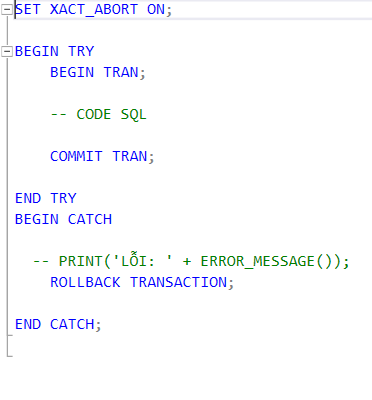 SET XACT_ABORT ON;
BEGIN TRY
BEGIN TRAN;
-- CODE SQL
COMMIT TRAN;
END TRY
BEGIN CATCH
-- PRINT('LỖI: ' + ERROR_MESSAGE());
ROLLBACK TRANSACTION;
END CATCH;